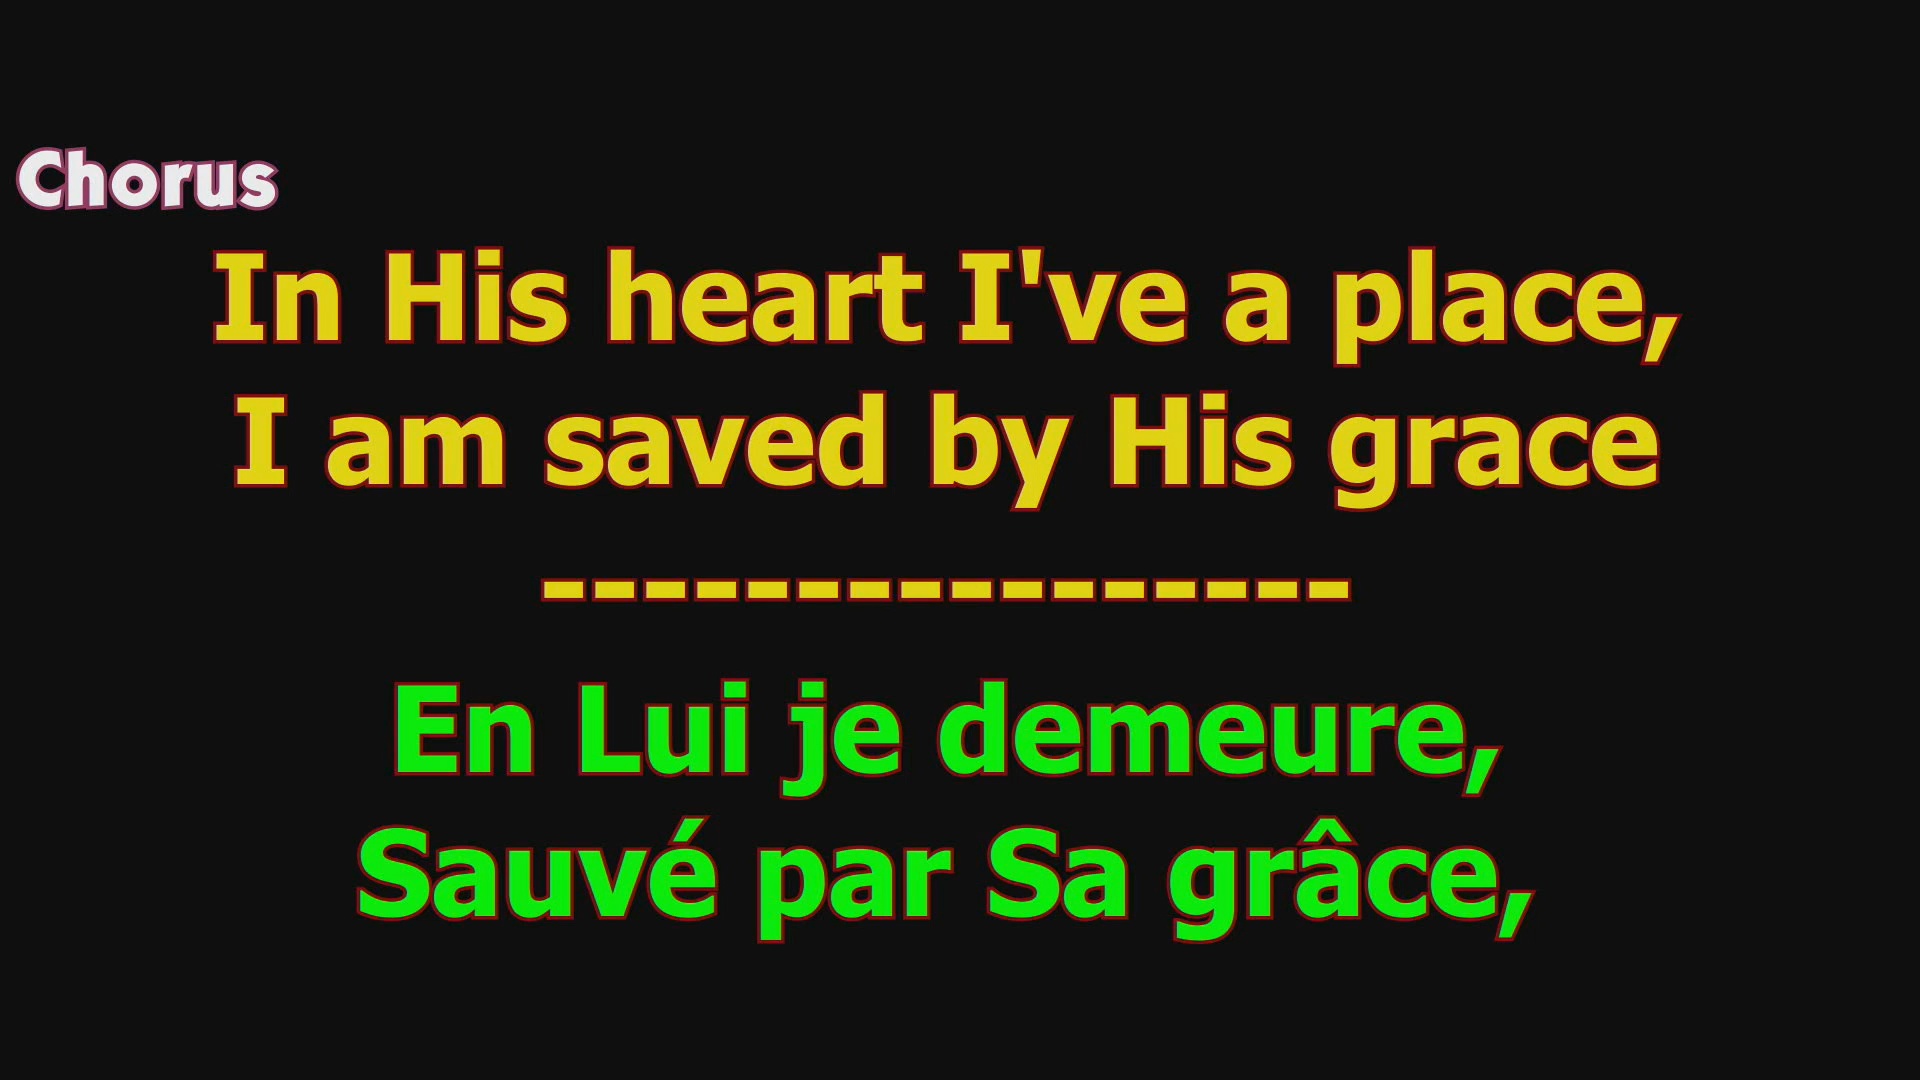 Chorus
In His heart I've a place,
I am saved by His grace
----------------
En Lui je demeure,
Sauvé par Sa grâce,